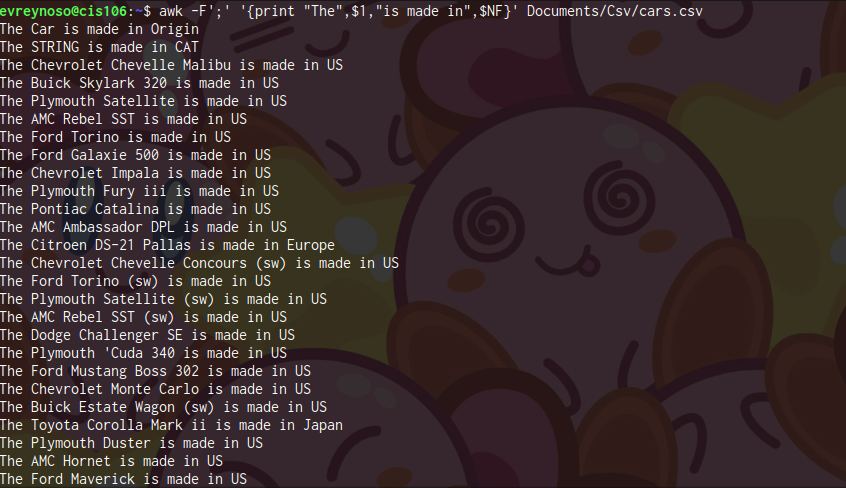 evreynoso@cis106:~$ awk -F';' '{print "The",$1,"is made in",$NF}' Documents/Csv/cars.csv
The Car is made in Origin
The STRING is made in CAT
The Chevrolet Chevelle Malibu is made in US
The Buick Skylark 320 is made in US
The Plymouth Satellite is made in US
The AMC Rebel SST is made in US
The Ford Torino is made in US
The Ford Galaxie 500 is made in US
The Chevrolet Impala is made in US
The Plymouth Fury iii is made in US
The Pontiac Catalina is made in US
The AMC Ambassador DPL is made in US
The Citroen DS-21 Pallas is made in Europe
The Chevrolet Chevelle Concours (sw) is made in US
The Ford Torino (sw) is made in US
The Plymouth Satellite (sw) is made in US
The AMC Rebel SST (sw) is made in US
The Dodge Challenger SE is made in US
The Plymouth 'Cuda 340 is made in US
The Ford Mustang Boss 302 is made in US
The Chevrolet Monte Carlo is made in US
The Buick Estate Wagon (sw) is made in US
The Toyota Corolla Mark ii is made in Japan
The Plymouth Duster is made in US
The AMC Hornet is made in US
The Ford Maverick is made in US